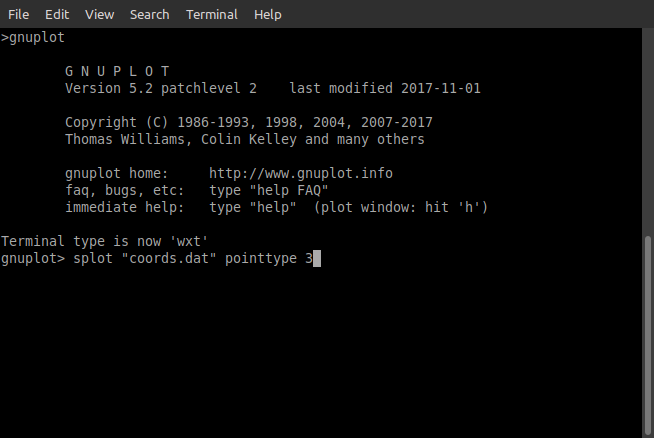 File Edit View Search Terminal Help
>gnuplot
G N U P L O T
Version 5.2 patchlevel 2    last modified 2017-11-01
Copyright (C) 1986-1993, 1998, 2004, 2007-2017
Thomas Williams, Colin Kelley and many others
gnuplot home:     http://www.gnuplot.info
faq, bugs, etc:   type "help FAQ"
immediate help:   type "help"  (plot window: hit 'h')
Terminal type is now 'wxt'
gnuplot> splot "coords.dat" pointtype 3